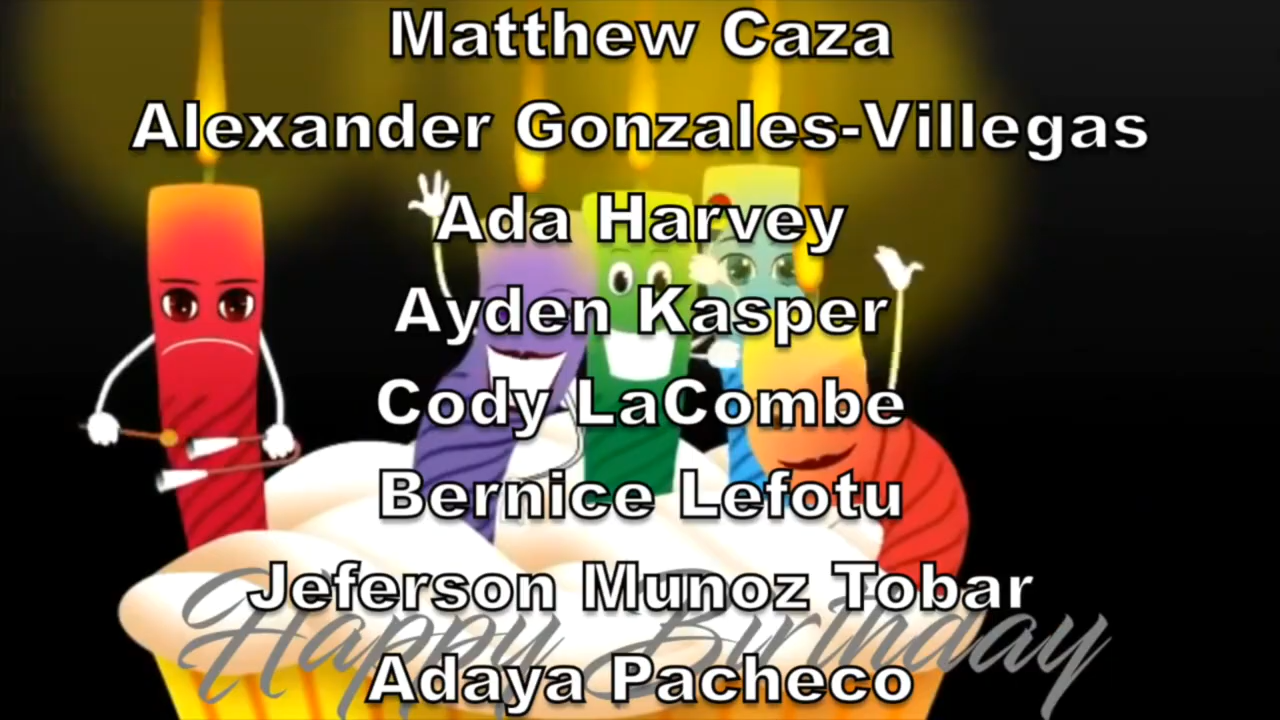 Matthew Caza
Alexander Gonzales-Villegas
Ada Harvey
Ayden Kasper
Cody LaCombe
Bernice Lefotu
Jeferson Munoz Tobar
Happy Birthday
Adaya Pacheco